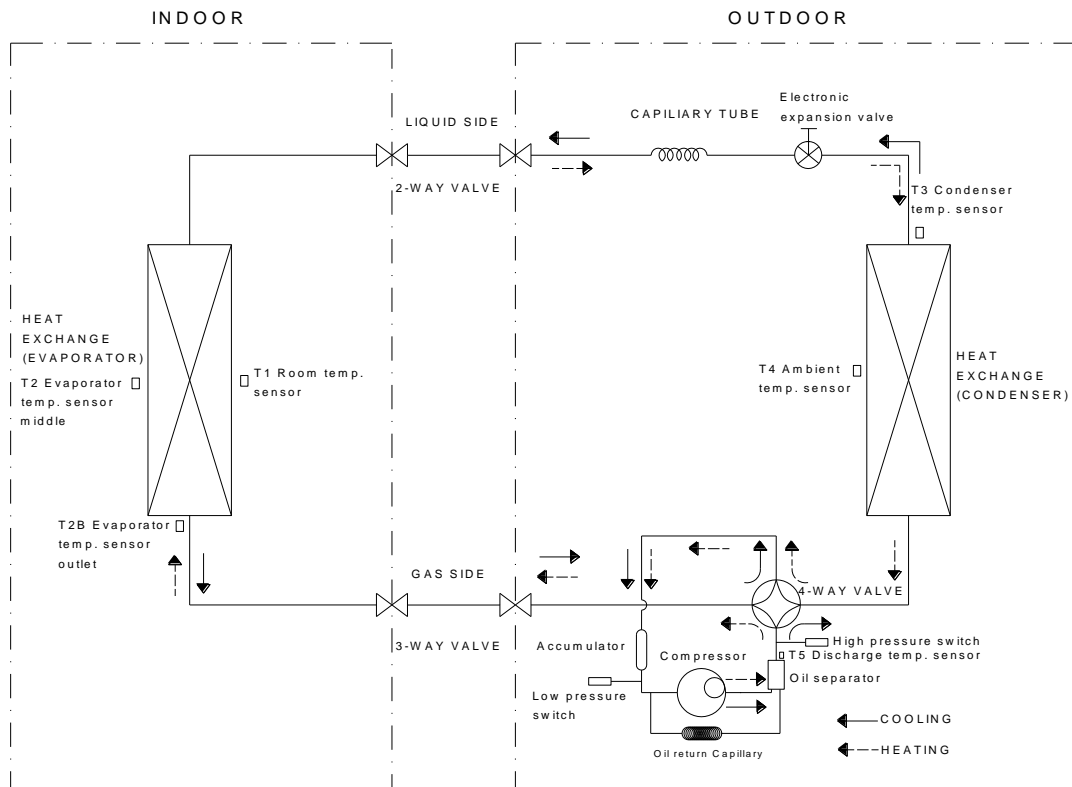 INDOOR
OUTDOOR
LIQUID SIDE
2-WAY VALVE
CAPILIARY TUBE
Electronic
expansion valve
T3 Condenser
temp. sensor
HEAT
EXCHANGE
(EVAPORATOR)
T2 Evaporator
temp. sensor
middle
T1 Room temp.
sensor
T4 Ambient
temp. sensor
HEAT
EXCHANGE
(CONDENSER)
T2B Evaporator
temp. sensor
outlet
GAS SIDE
3-WAY VALVE
4-WAY VALVE
Accumulator
Compressor
High pressure switch
T5 Discharge temp. sensor
Oil separator
Low pressure
switch
Oil return Capillary
COOLING
HEATING